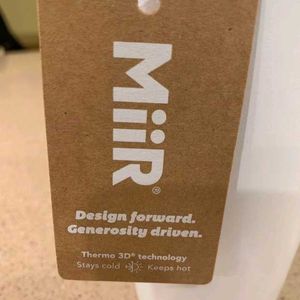 MiiR®
Design forward.
Generosity driven.
Thermo 3D® technology
Stays cold Keeps hot